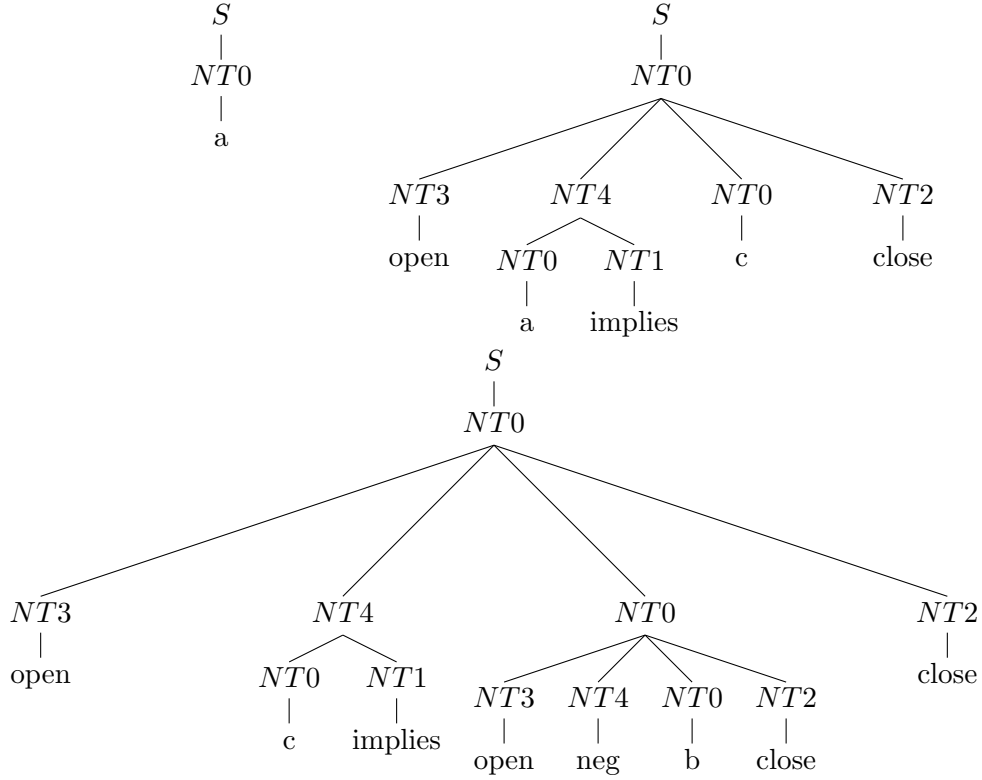 S S
NT0 NT0
a
NT3 NT4 NT0 NT2
open NT0 NT1 c close
a implies
S
NT0
NT3 NT4 NT0 NT2
open NT0 NT1 NT3 NT4 NT0 NT2 close
c implies open neg b close